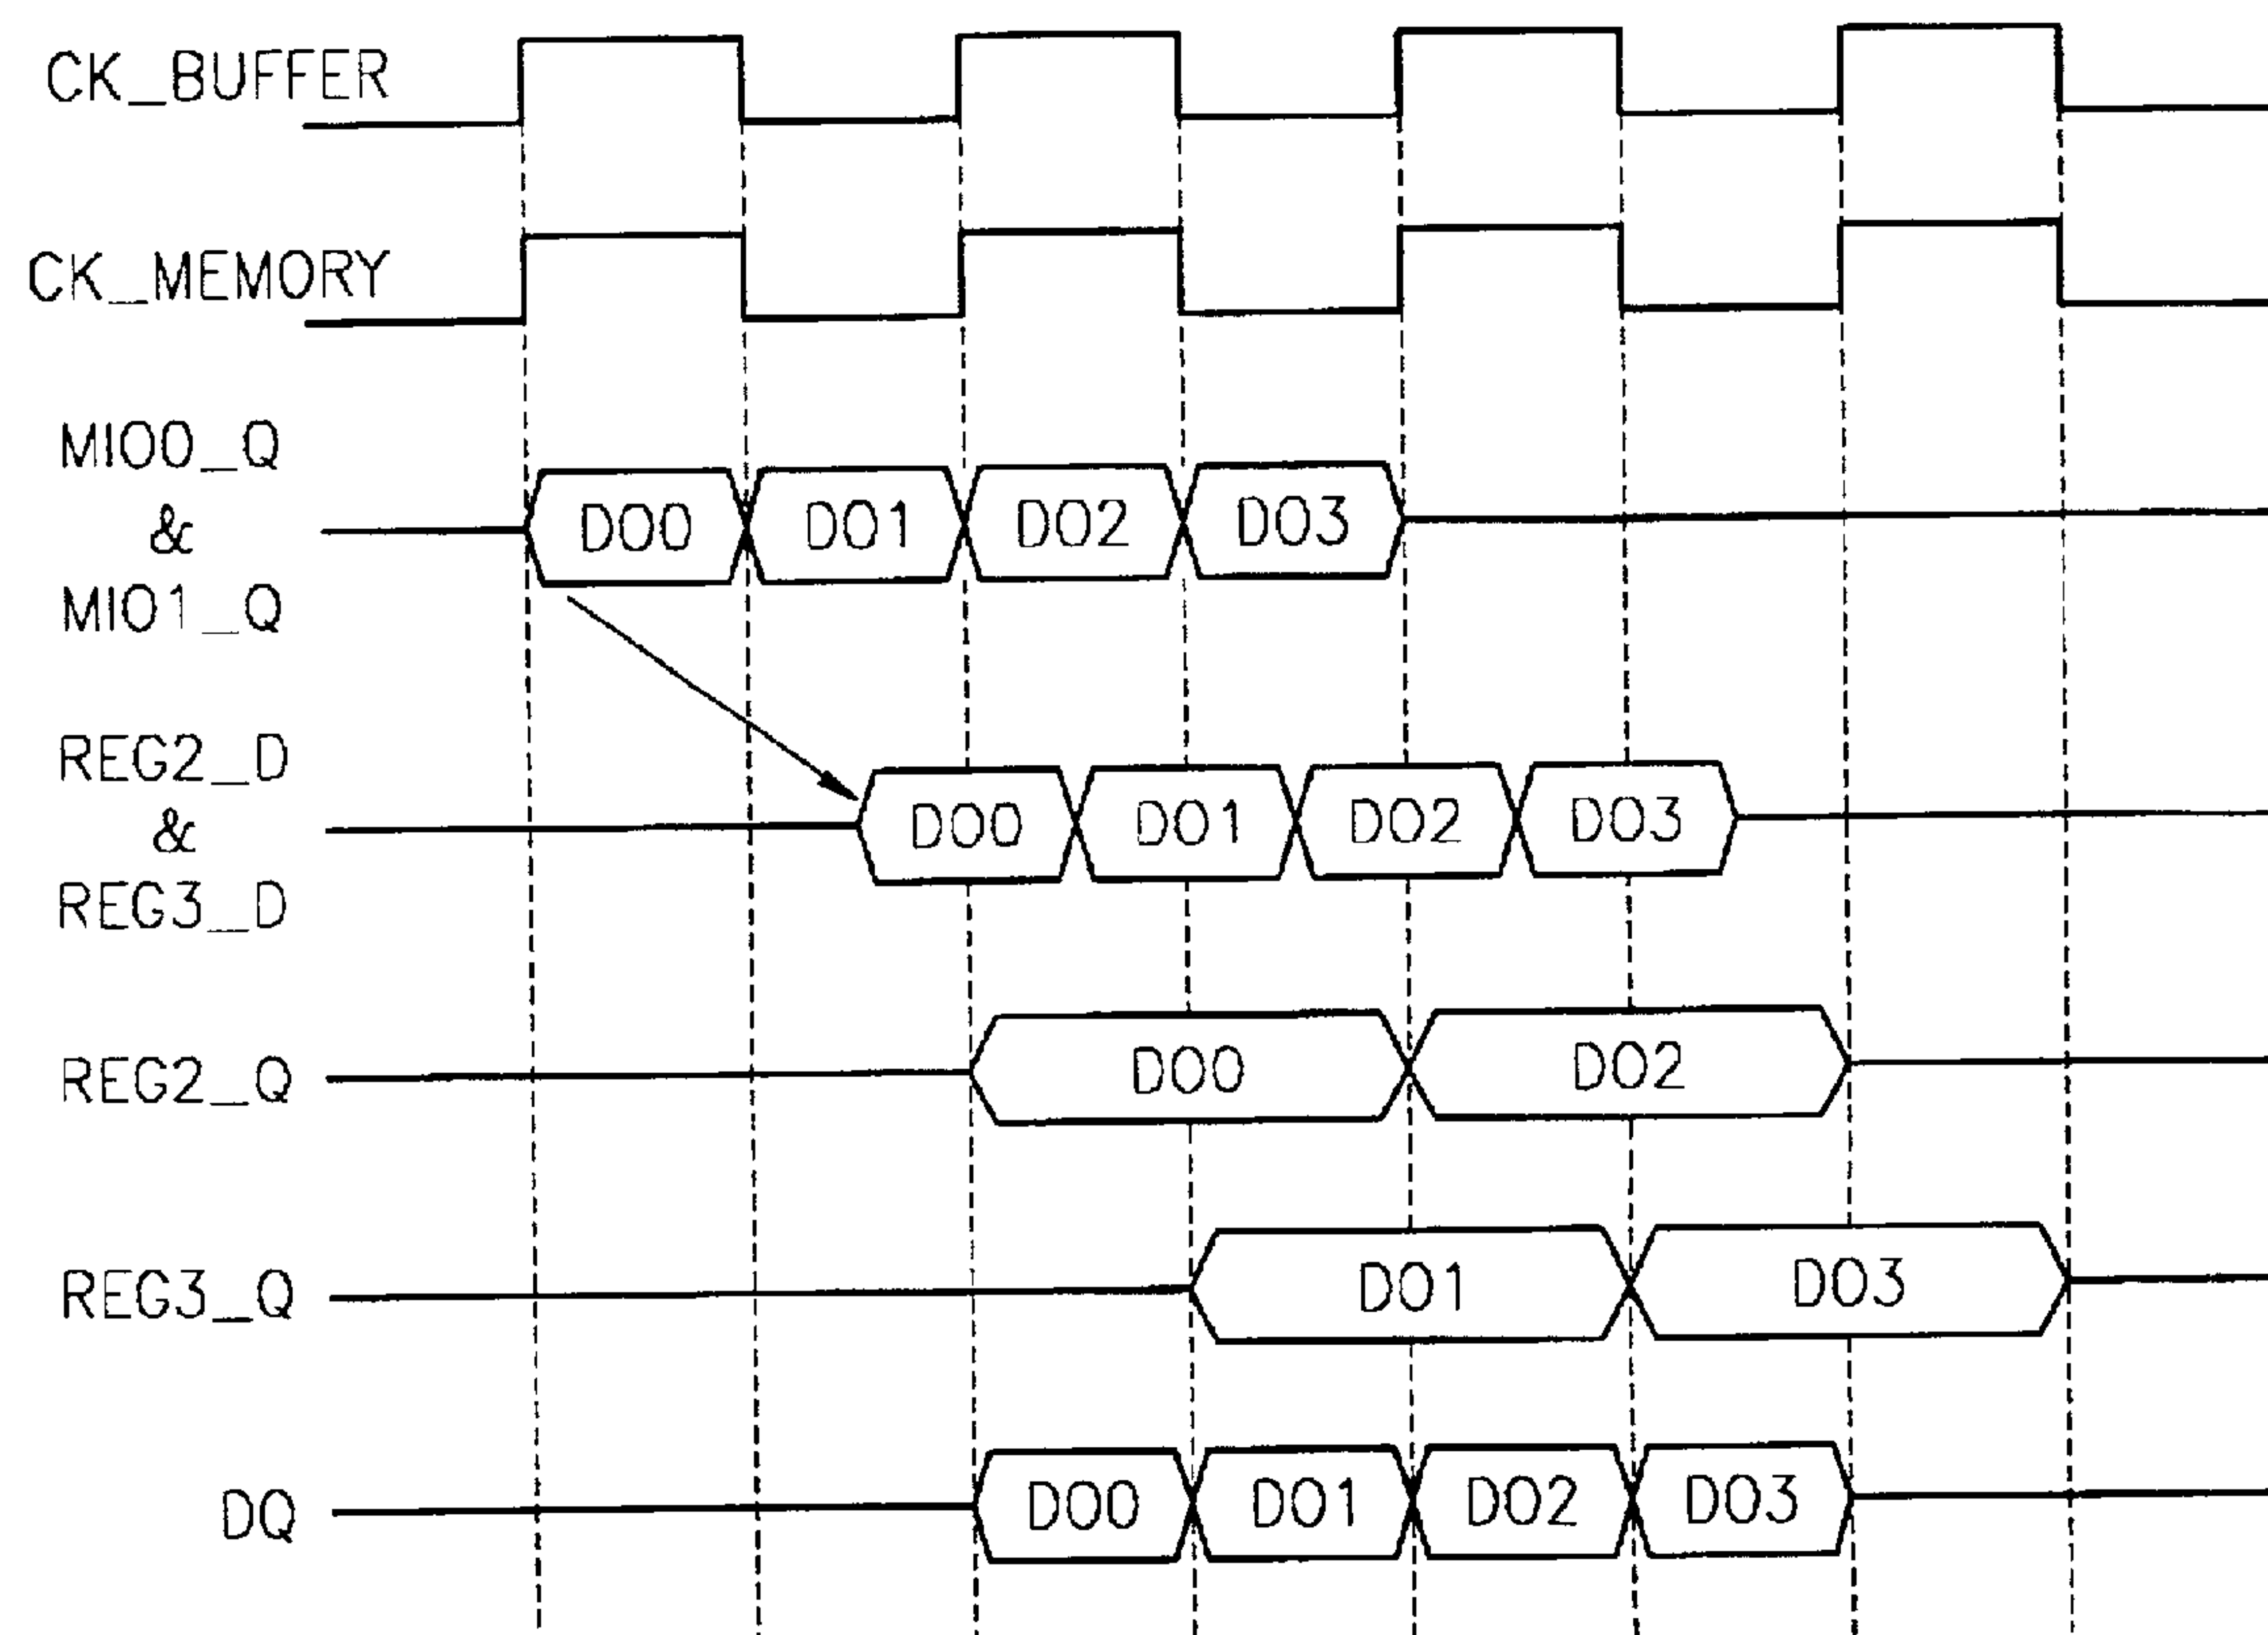 CK_BUFFER
CK_MEMORY
MIO0_Q
&
MIO1_Q
DO0 DO1 DO2 DO3
REG2_D
&
REG3_D
DO0 DO1 DO2 DO3
REG2_Q DO0 DO2
REG3_Q DO1 DO3
DQ DO0 DO1 DO2 DO3